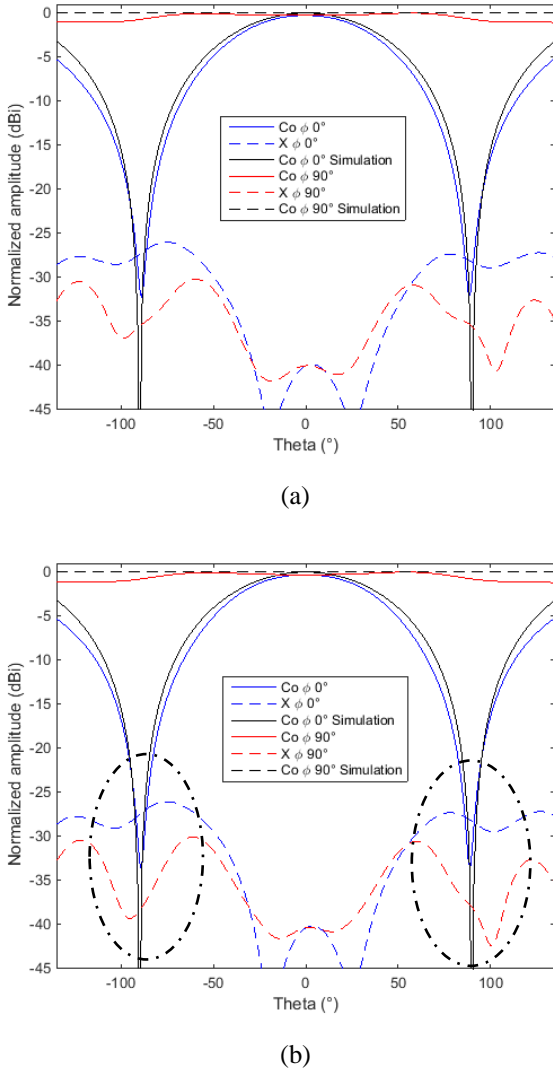 0
-5
-10
-15
-20
-25
-30
-35
-40
-45
Normalized amplitude (dBi)
Co ϕ 0°
X ϕ 0°
Co ϕ 0° Simulation
Co ϕ 90°
X ϕ 90°
Co ϕ 90° Simulation
-100 -50 0 50 100
Theta (°)
(a)
0
-5
-10
-15
-20
-25
-30
-35
-40
-45
Normalized amplitude (dBi)
Co ϕ 0°
X ϕ 0°
Co ϕ 0° Simulation
Co ϕ 90°
X ϕ 90°
Co ϕ 90° Simulation
-100 -50 0 50 100
Theta (°)
(b)